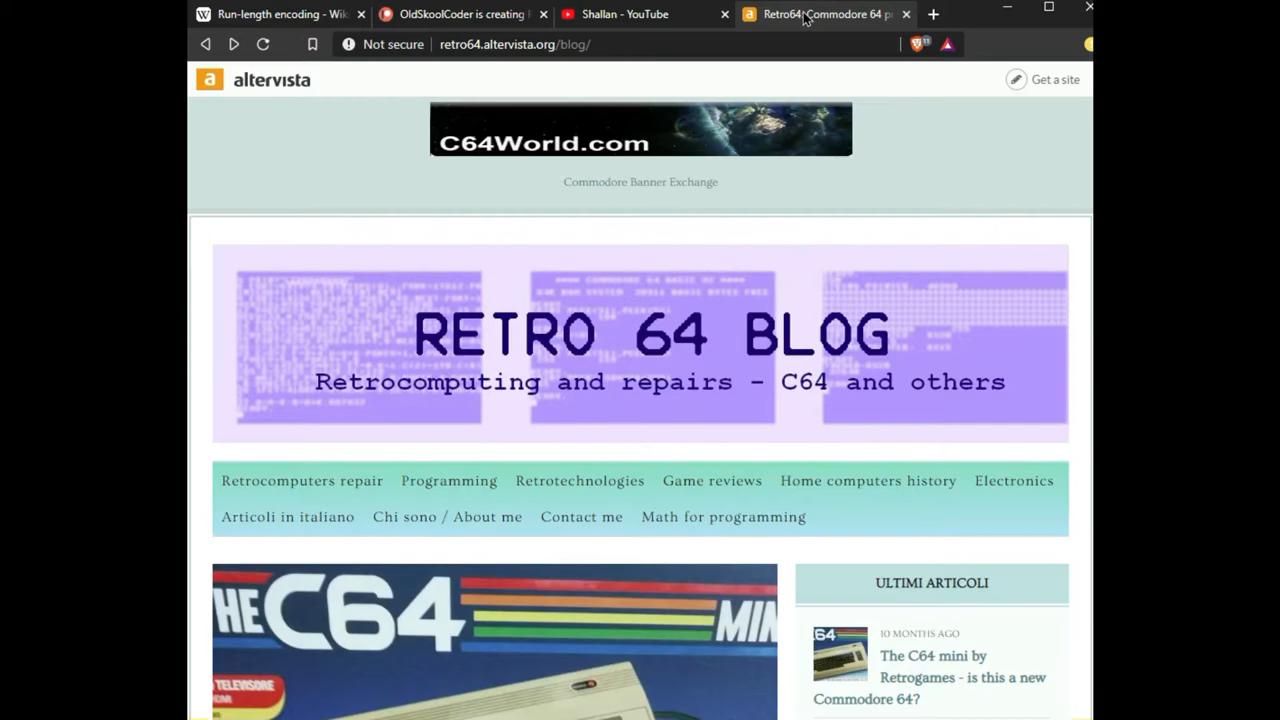 Run-length encoding - Wik
OldSkoolCoder is creating
Shallan - YouTube
Retro64: Commodore 64 p
Not secure
retro64.altervista.org/blog/
11
a altervista
Get a site
C64World.com
Commodore Banner Exchange
RETRO 64 BLOG
Retrocomputing and repairs - C64 and others
Retrocomputers repair Programming Retrotechnologies Game reviews Home computers history Electronics
Articoli in italiano Chi sono / About me Contact me Math for programming
THE C64 MIN
ULTIMI ARTICOLI
10 MONTHS AGO
The C64 mini by
Retrogames - is this a new
Commodore 64?